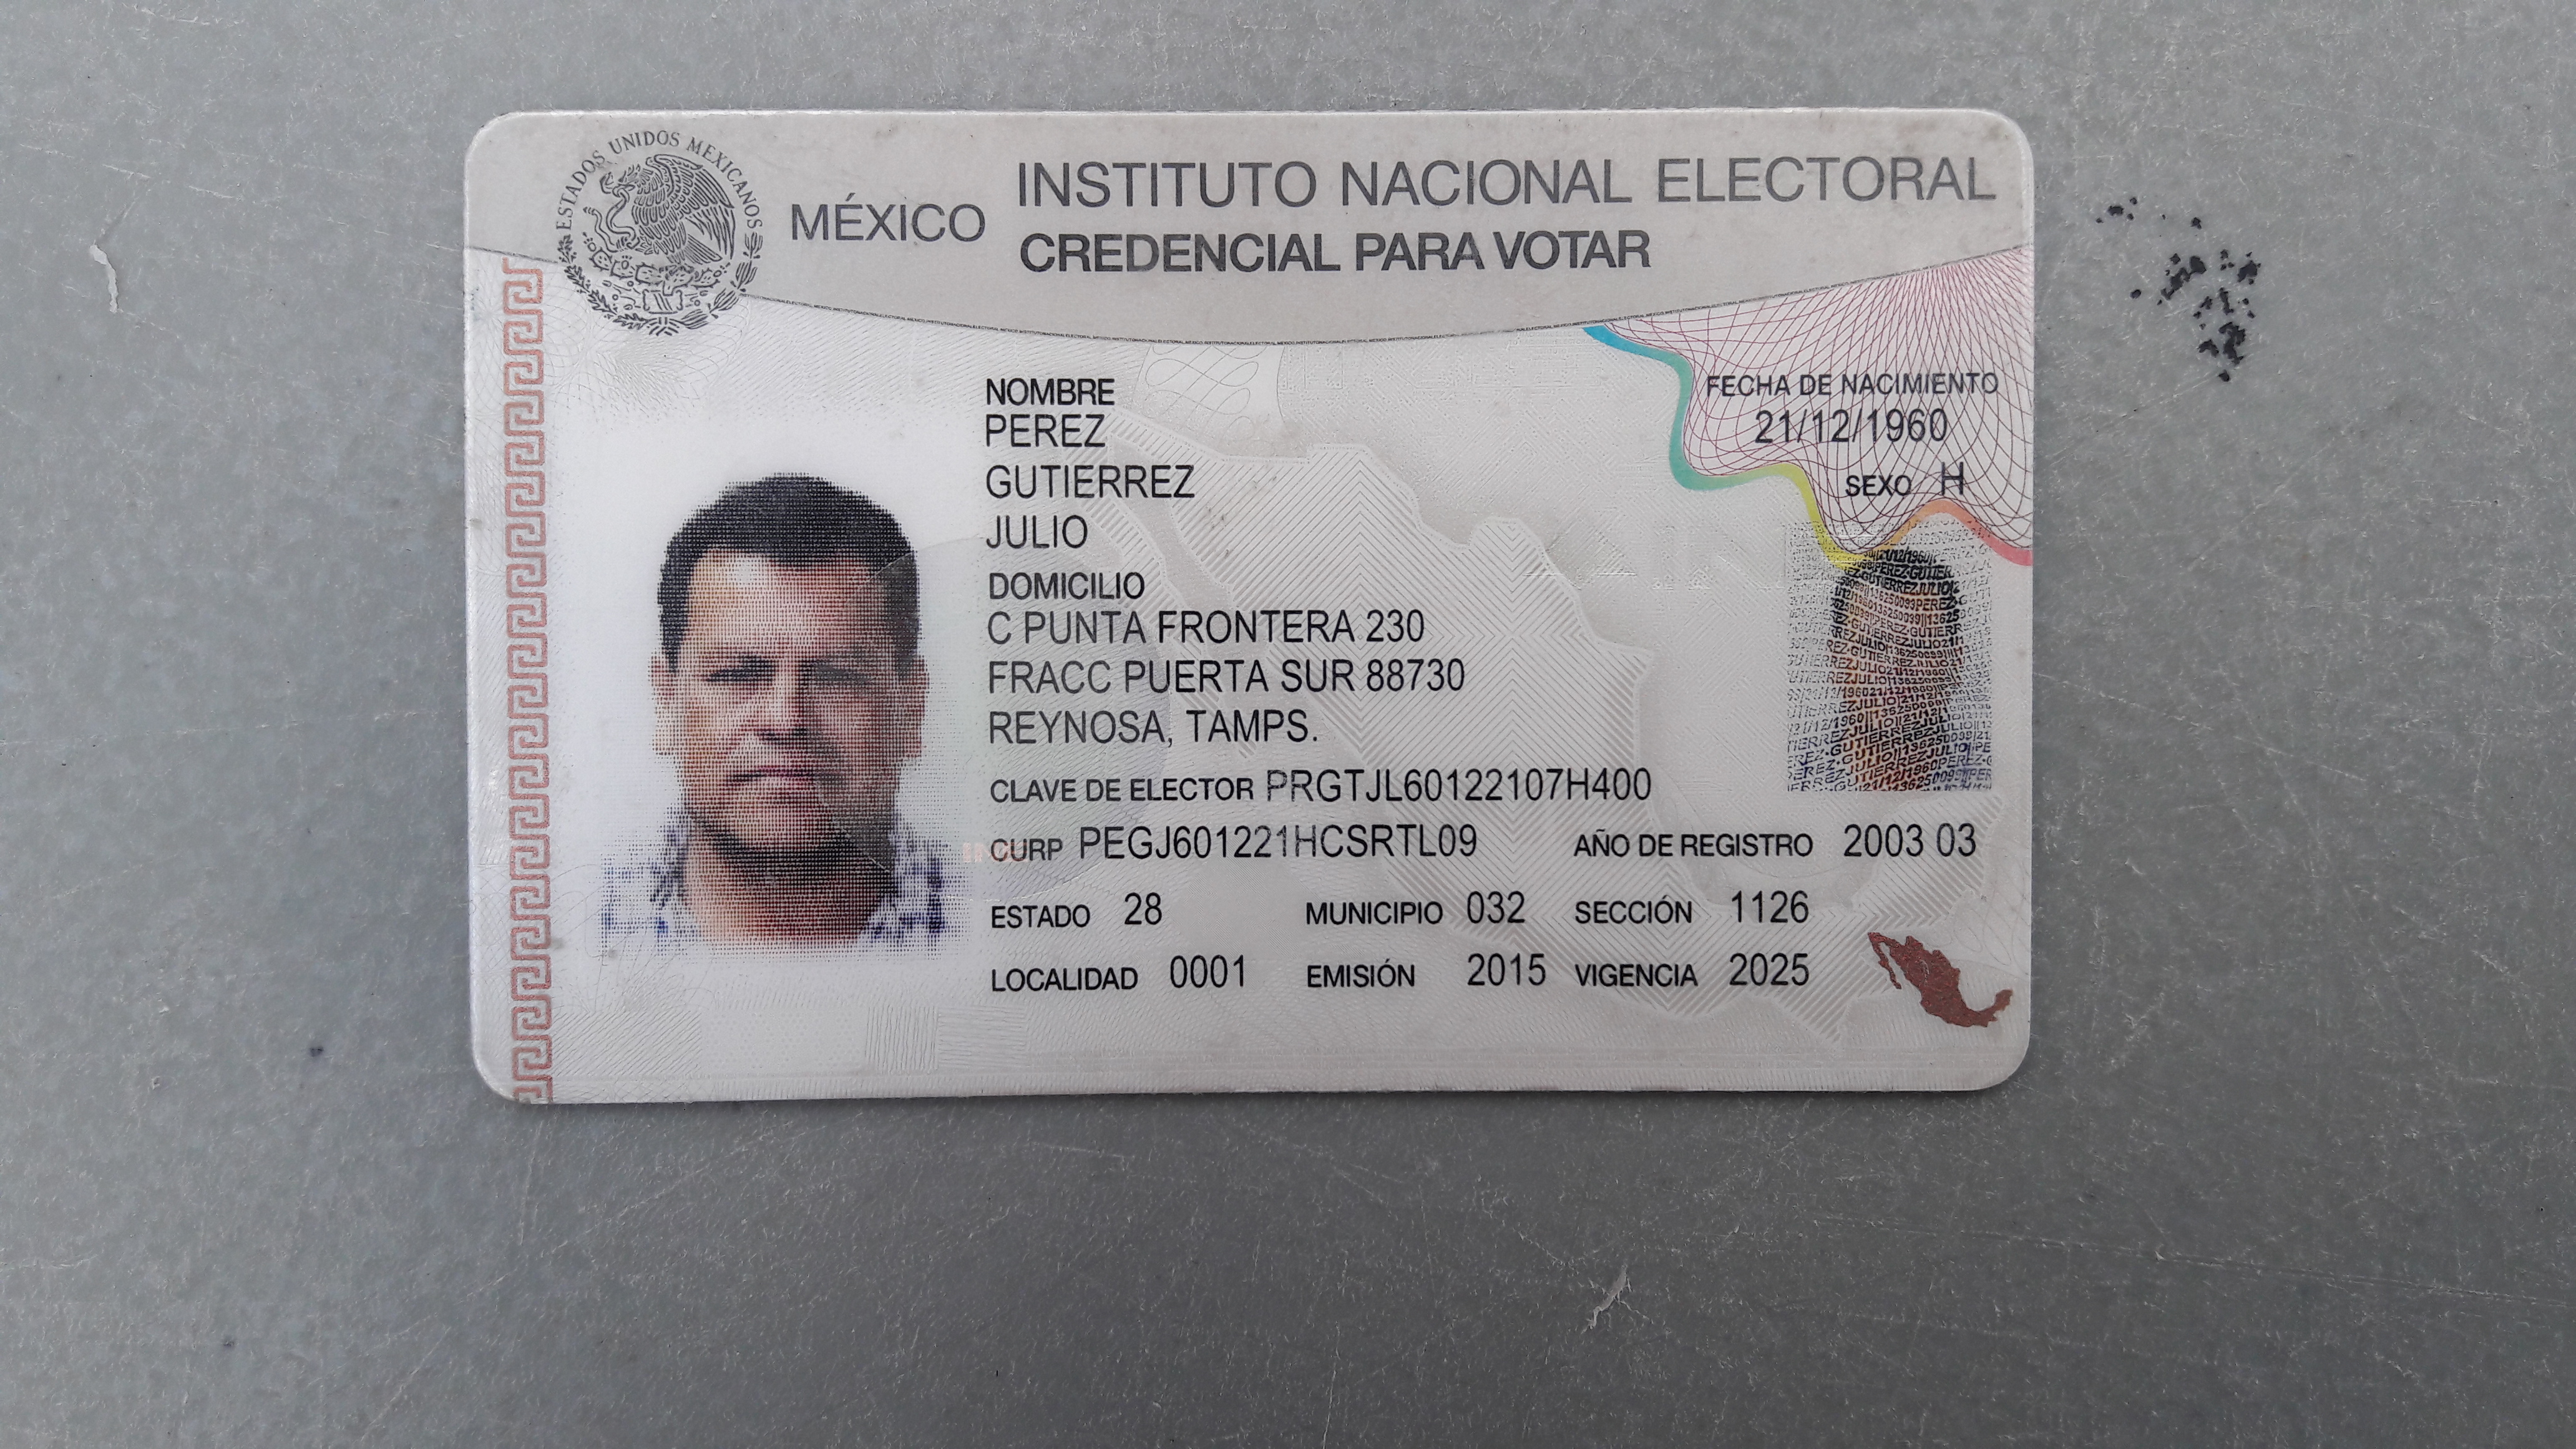 ESTADOS UNIDOS MEXICANOS
MÉXICO INSTITUTO NACIONAL ELECTORAL
CREDENCIAL PARA VOTAR
NOMBRE
PEREZ
GUTIERREZ
JULIO
FECHA DE NACIMIENTO
21/12/1960
SEXO H
DOMICILIO
C PUNTA FRONTERA 230
FRACC PUERTA SUR 88730
REYNOSA, TAMPS.
CLAVE DE ELECTOR PRGTJL60122107H400
CURP PEGJ601221HCSRTL09 AÑO DE REGISTRO 2003 03
ESTADO 28 MUNICIPIO 032 SECCIÓN 1126
LOCALIDAD 0001 EMISIÓN 2015 VIGENCIA 2025